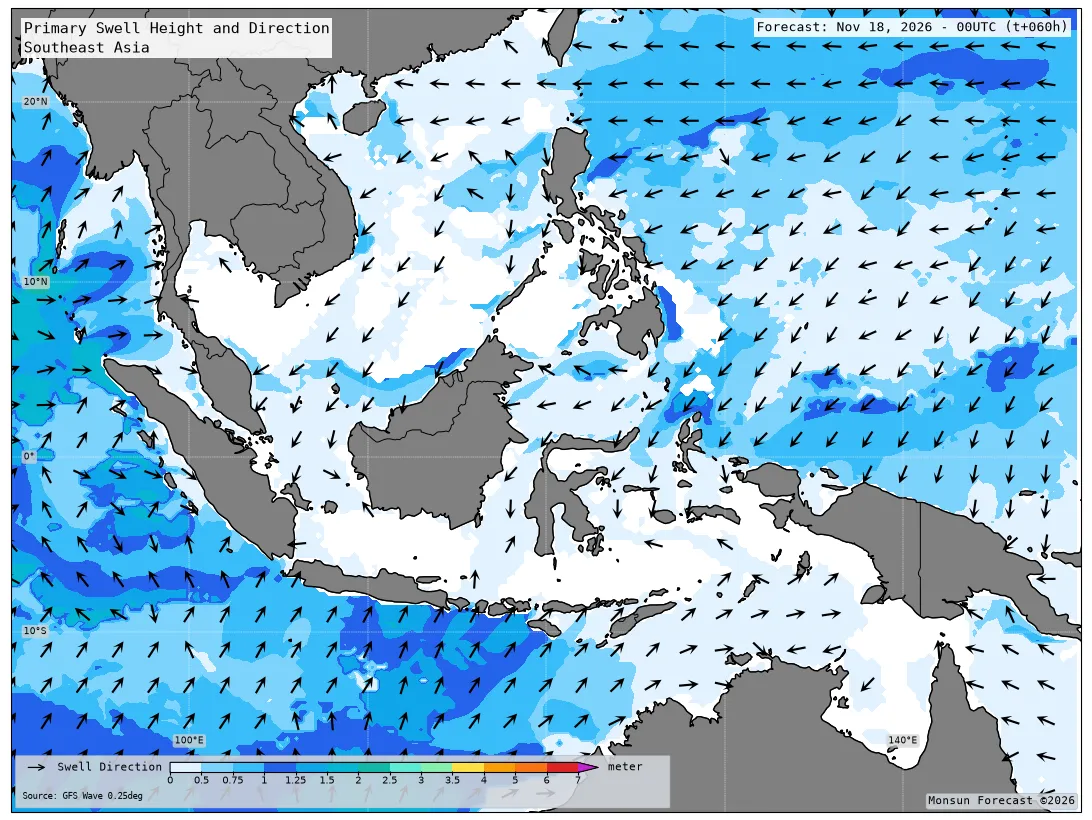 Primary Swell Height and Direction
Southeast Asia
Forecast: Nov 18, 2026 - 00UTC (t+060h)
20°N
10°N
0°
10°S
100°E
140°E
Swell Direction
0 0.5 0.75 1 1.25 1.5 2 2.5 3 3.5 4 5 6 7
meter
Source: GFS Wave 0.25deg
Monsun Forecast ©2026